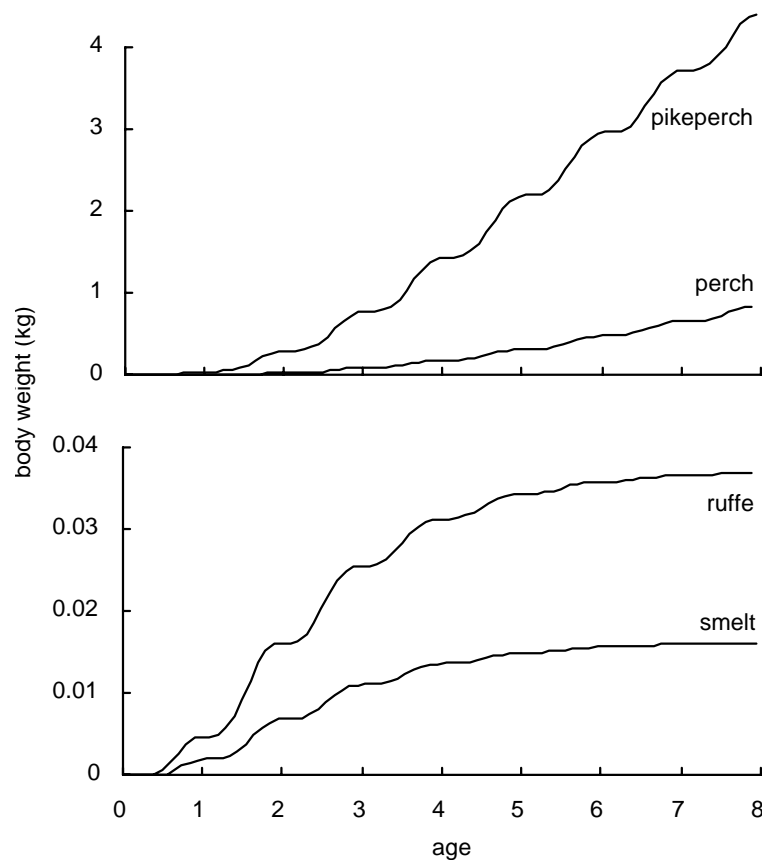 4
3
pikeperch
2
perch
1
0
body weight (kg)
0.04
0.03
ruffe
0.02
smelt
0.01
0
0 1 2 3 4 5 6 7 8
age